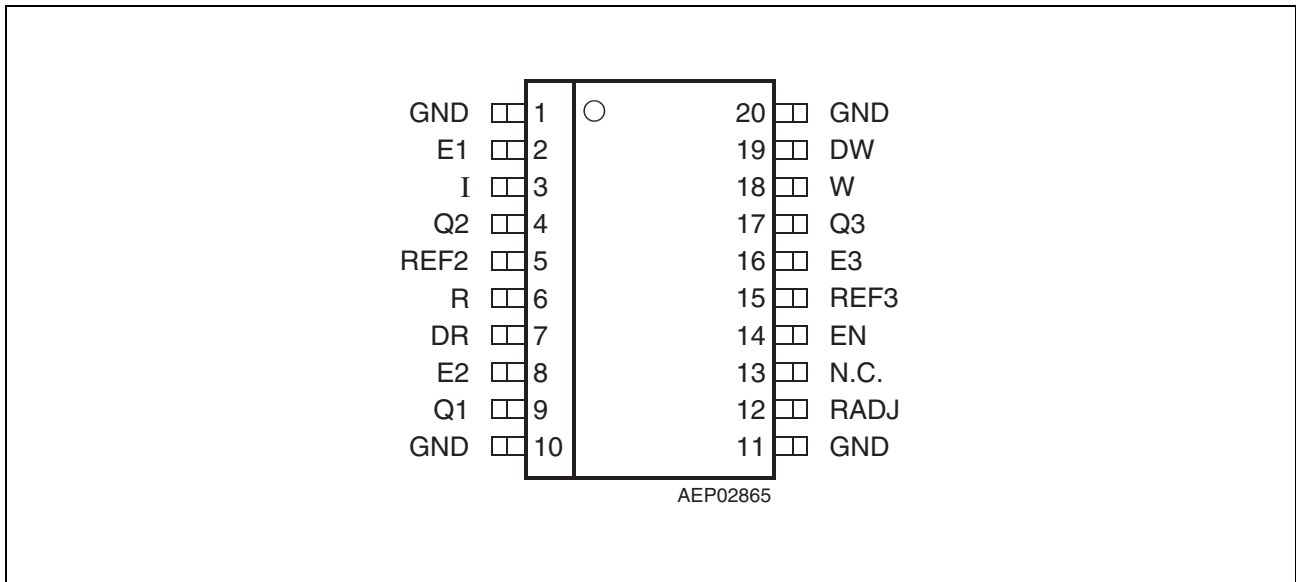 GND 1 20 GND
E1 2 19 DW
I 3 18 W
Q2 4 17 Q3
REF2 5 16 E3
R 6 15 REF3
DR 7 14 EN
E2 8 13 N.C.
Q1 9 12 RADJ
GND 10 11 GND
AEP02865